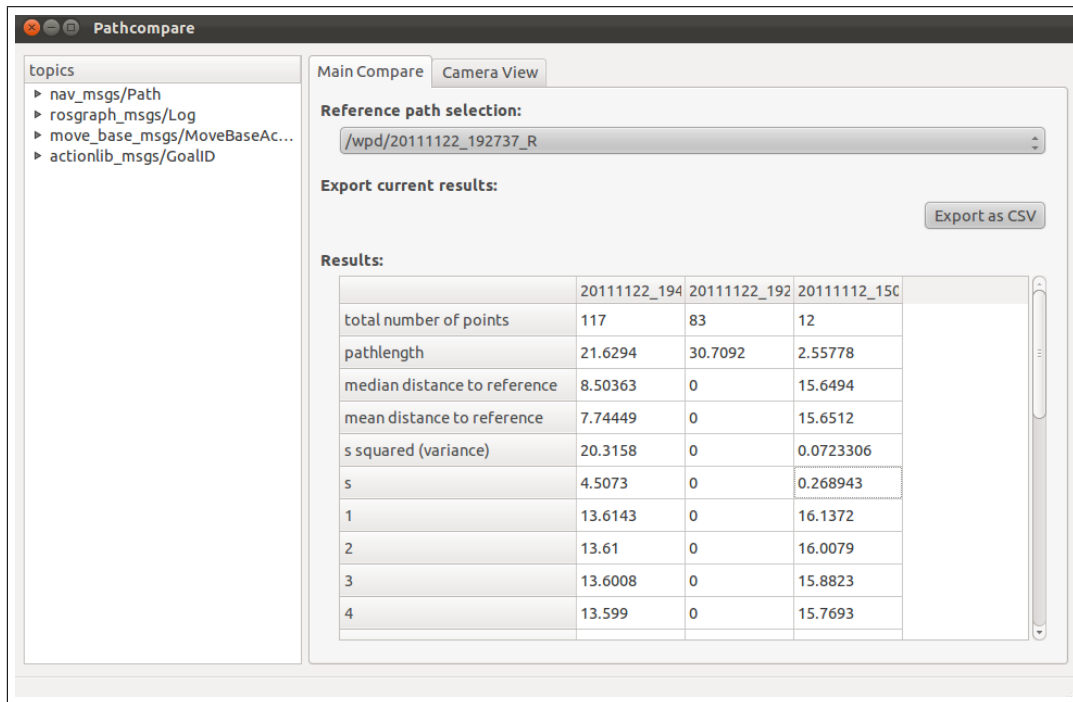 Pathcompare
topics
nav_msgs/Path
rosgraph_msgs/Log
move_base_msgs/MoveBaseAc...
actionlib_msgs/GoalID
Main Compare Camera View
Reference path selection:
/wpd/20111122_192737_R
Export current results:
Export as CSV
Results:
20111122_194 20111122_192 20111112_150
total number of points 117 83 12
pathlength 21.6294 30.7092 2.55778
median distance to reference 8.50363 0 15.6494
mean distance to reference 7.74449 0 15.6512
s squared (variance) 20.3158 0 0.0723306
s 4.5073 0 0.268943
1 13.6143 0 16.1372
2 13.61 0 16.0079
3 13.6008 0 15.8823
4 13.599 0 15.7693